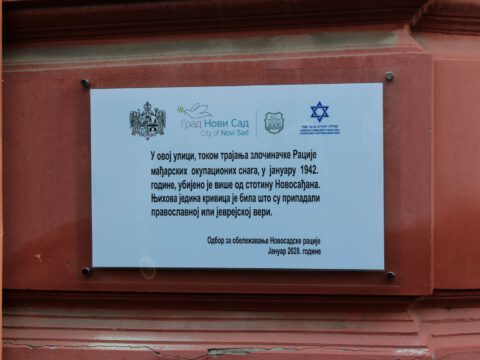 Град Нови Сад
City of Novi Sad
У овој улици, током трајања злочиначке Рације
мађарских окупационих снага, у јануару 1942.
године, убијено је више од стотину Новосађана.
Њихова једина кривица је била што су припадали
православној или јеврејској вери.
Одбор за обележавање Новосадске рације
Јануар 2020. године